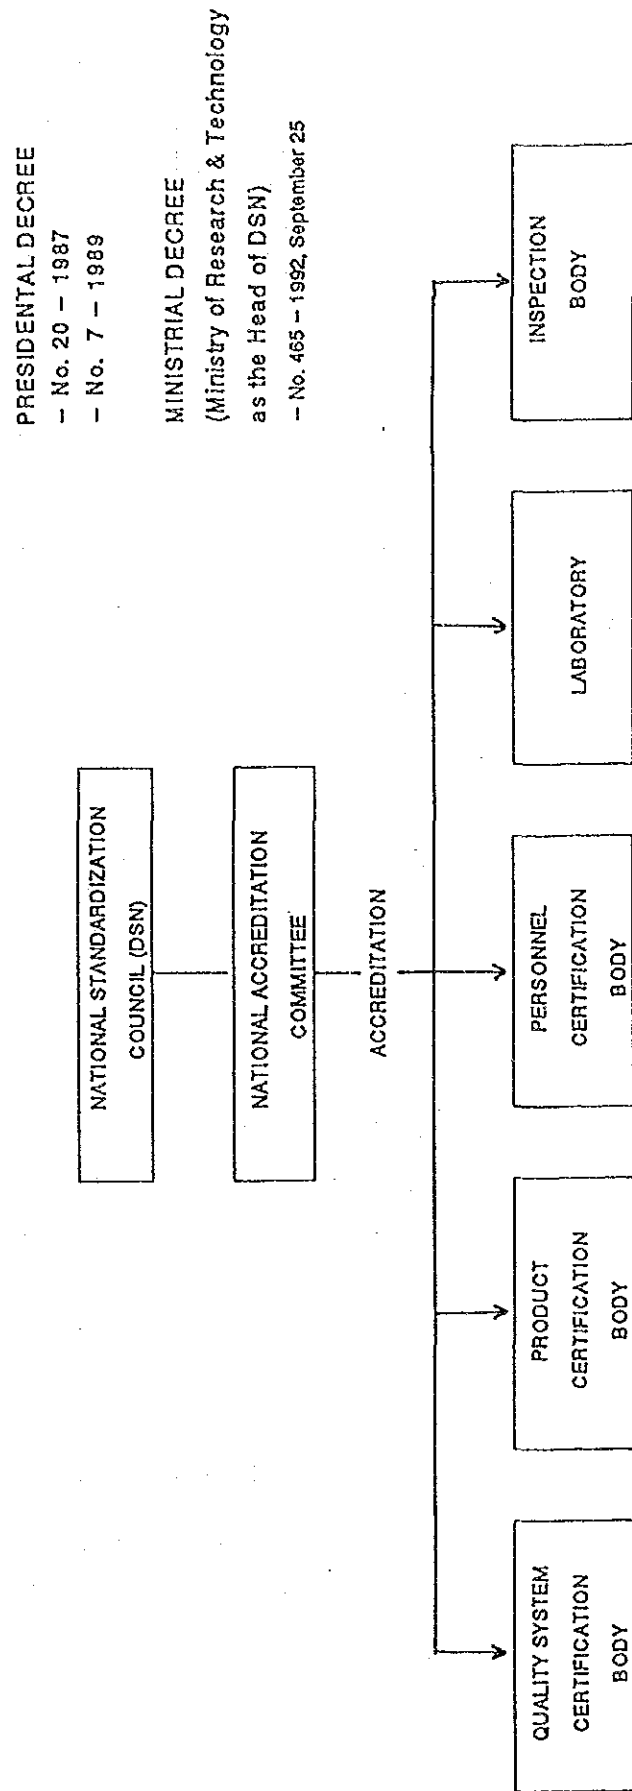 PRESIDENTAL DECREE
– No. 20 – 1987
– No. 7 – 1989
MINISTRIAL DECREE
(Ministry of Research & Technology
as the Head of DSN)
– No. 465 – 1992, September 25
NATIONAL STANDARDIZATION
COUNCIL (DSN)
NATIONAL ACCREDITATION
COMMITTEE
ACCREDITATION
QUALITY SYSTEM
CERTIFICATION
BODY
PRODUCT
CERTIFICATION
BODY
PERSONNEL
CERTIFICATION
BODY
LABORATORY
INSPECTION
BODY